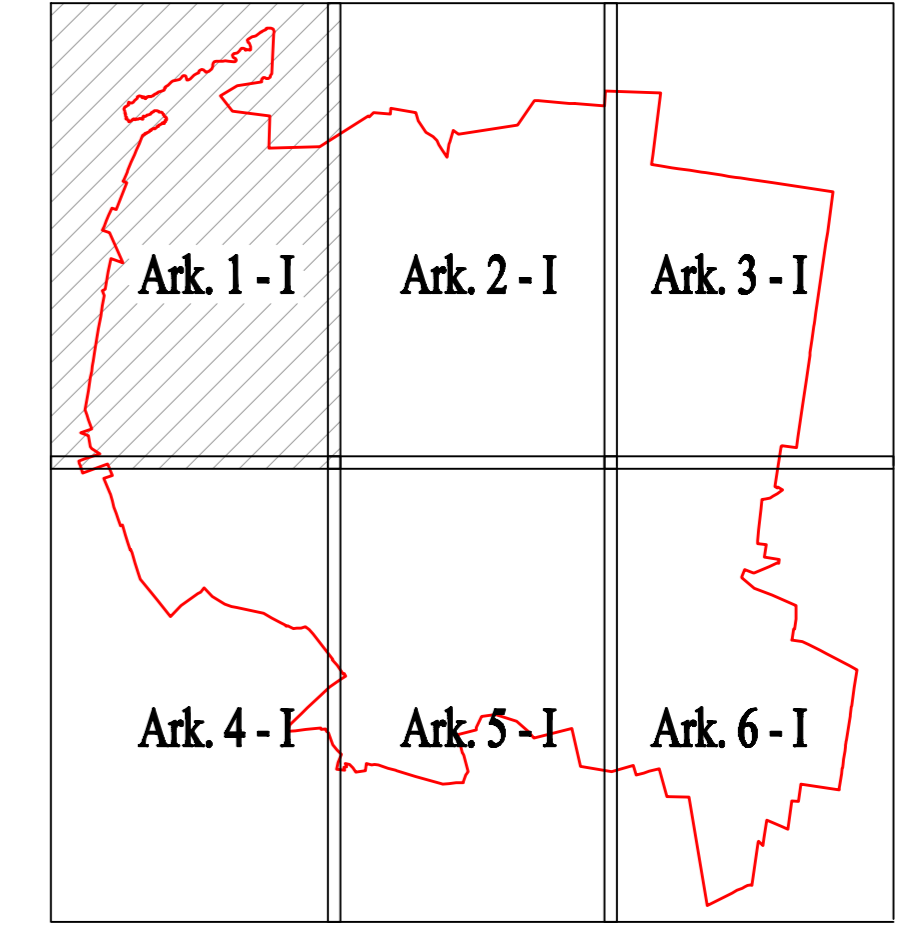 Ark. 1 - I
Ark. 2 - I
Ark. 3 - I
Ark. 4 - I
Ark. 5 - I
Ark. 6 - I